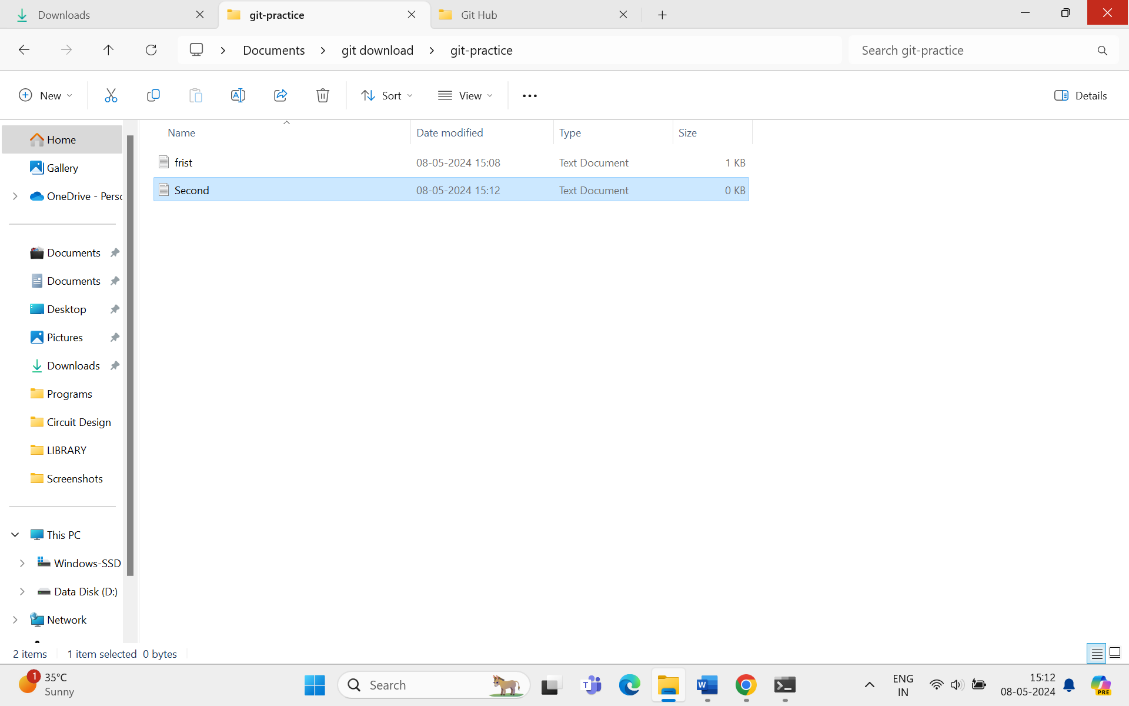 Downloads
git-practice
Git Hub
Documents
git download
git-practice
Search git-practice
New
Sort
View
Details
Name
Date modified
Type
Size
frist
08-05-2024 15:08
Text Document
1 KB
Second
08-05-2024 15:12
Text Document
0 KB
Home
Gallery
OneDrive - Perso
Documents
Documents
Desktop
Pictures
Downloads
Programs
Circuit Design
LIBRARY
Screenshots
This PC
Windows-SSD
Data Disk (D:)
Network
2 items
1 item selected 0 bytes
1
35°C
Sunny
Search
ENG
IN
15:12
08-05-2024
PRE